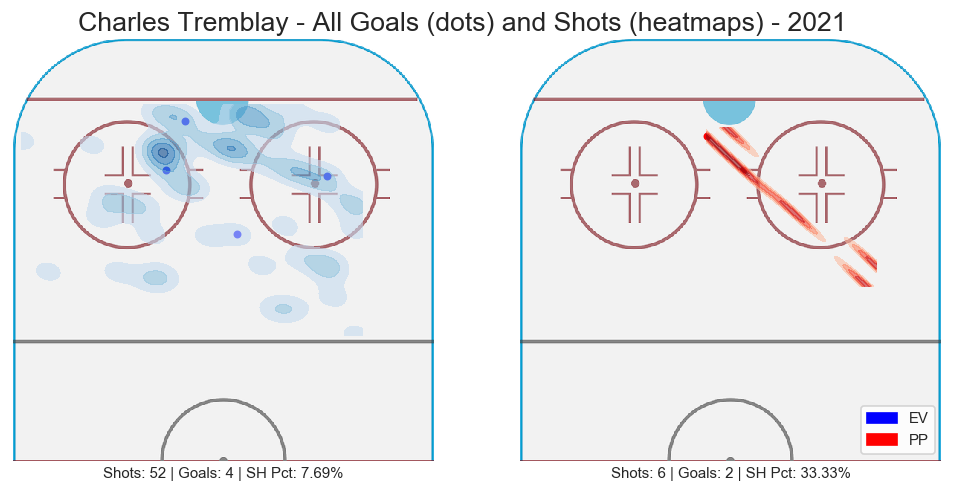 Charles Tremblay - All Goals (dots) and Shots (heatmaps) - 2021
EV
PP
Shots: 52 | Goals: 4 | SH Pct: 7.69%
Shots: 6 | Goals: 2 | SH Pct: 33.33%